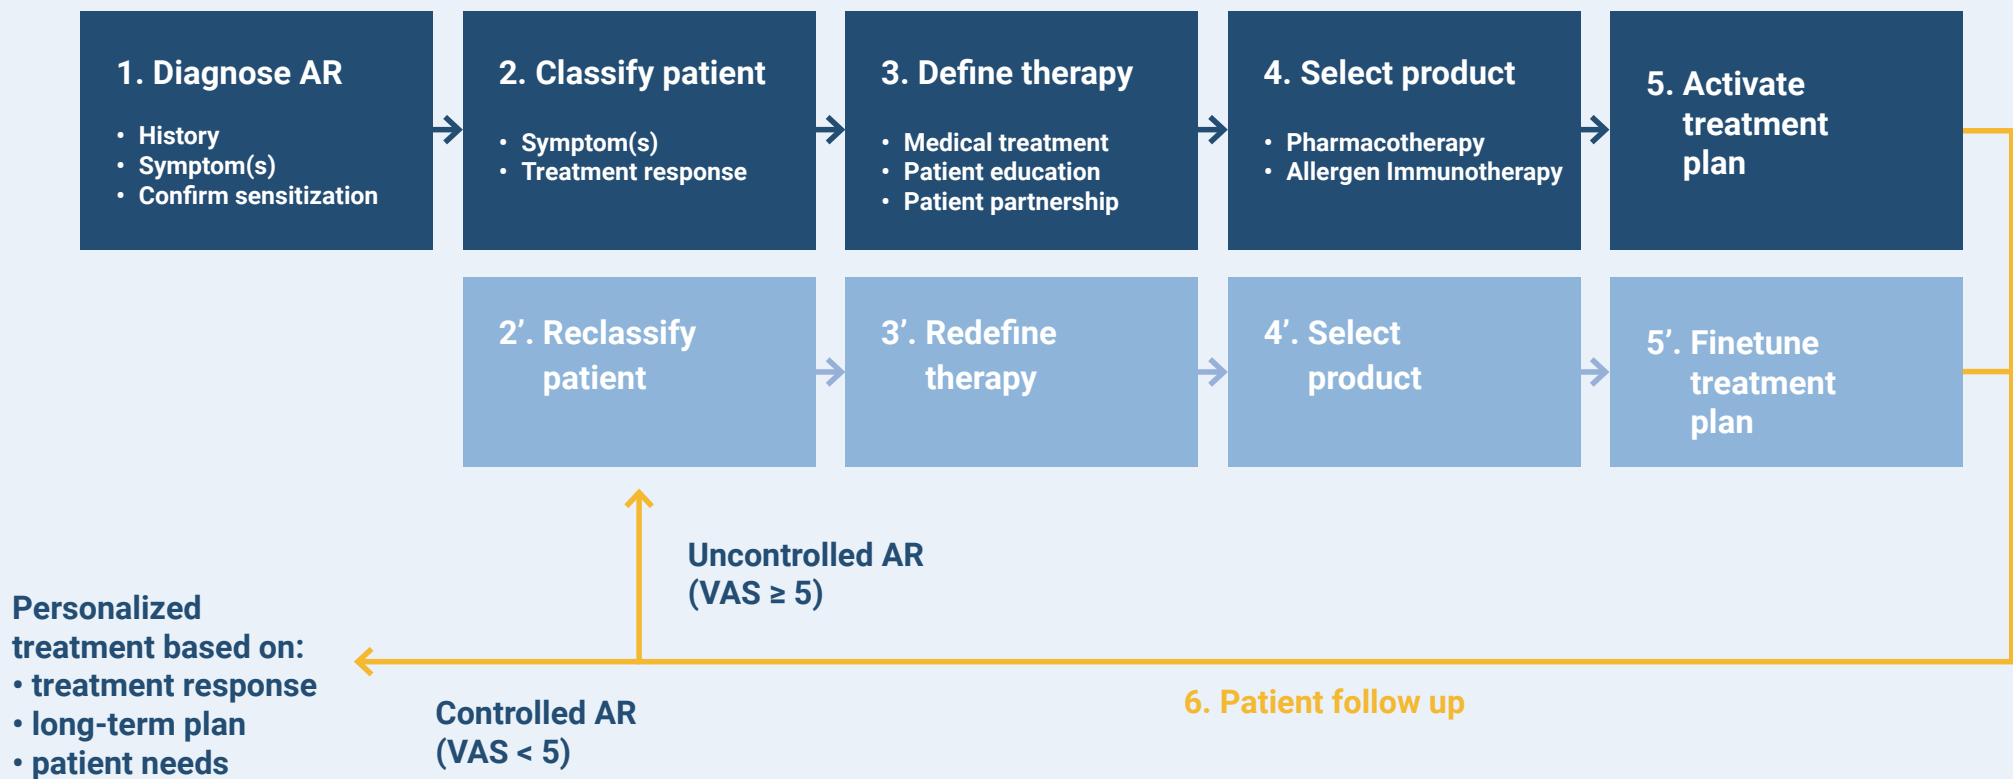 1. Diagnose AR
• History
• Symptom(s)
• Confirm sensitization
2. Classify patient
• Symptom(s)
• Treatment response
3. Define therapy
• Medical treatment
• Patient education
• Patient partnership
4. Select product
• Pharmacotherapy
• Allergen Immunotherapy
5. Activate
treatment
plan
2’. Reclassify
patient
3’. Redefine
therapy
4’. Select
product
5’. Finetune
treatment
plan
Uncontrolled AR
(VAS ≥ 5)
Personalized
treatment based on:
• treatment response
• long-term plan
• patient needs
Controlled AR
(VAS < 5)
6. Patient follow up